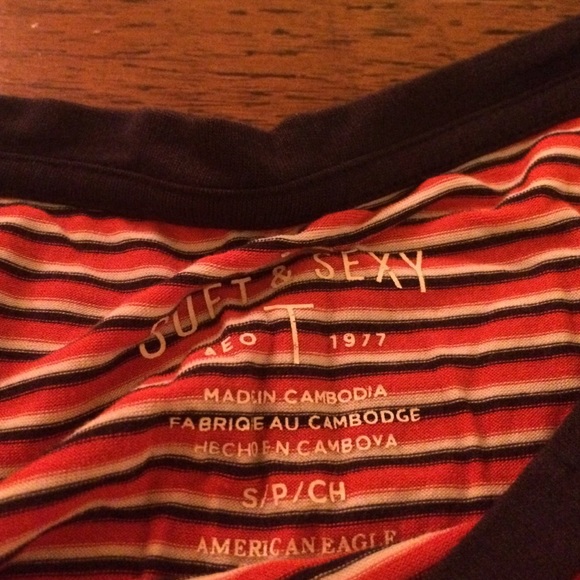 SOFT & SEXY
T
AEO 1977
MADE IN CAMBODIA
FABRIQUE AU CAMBODGE
HECHO EN CAMBOYA
S/P/CH
AMERICAN EAGLE